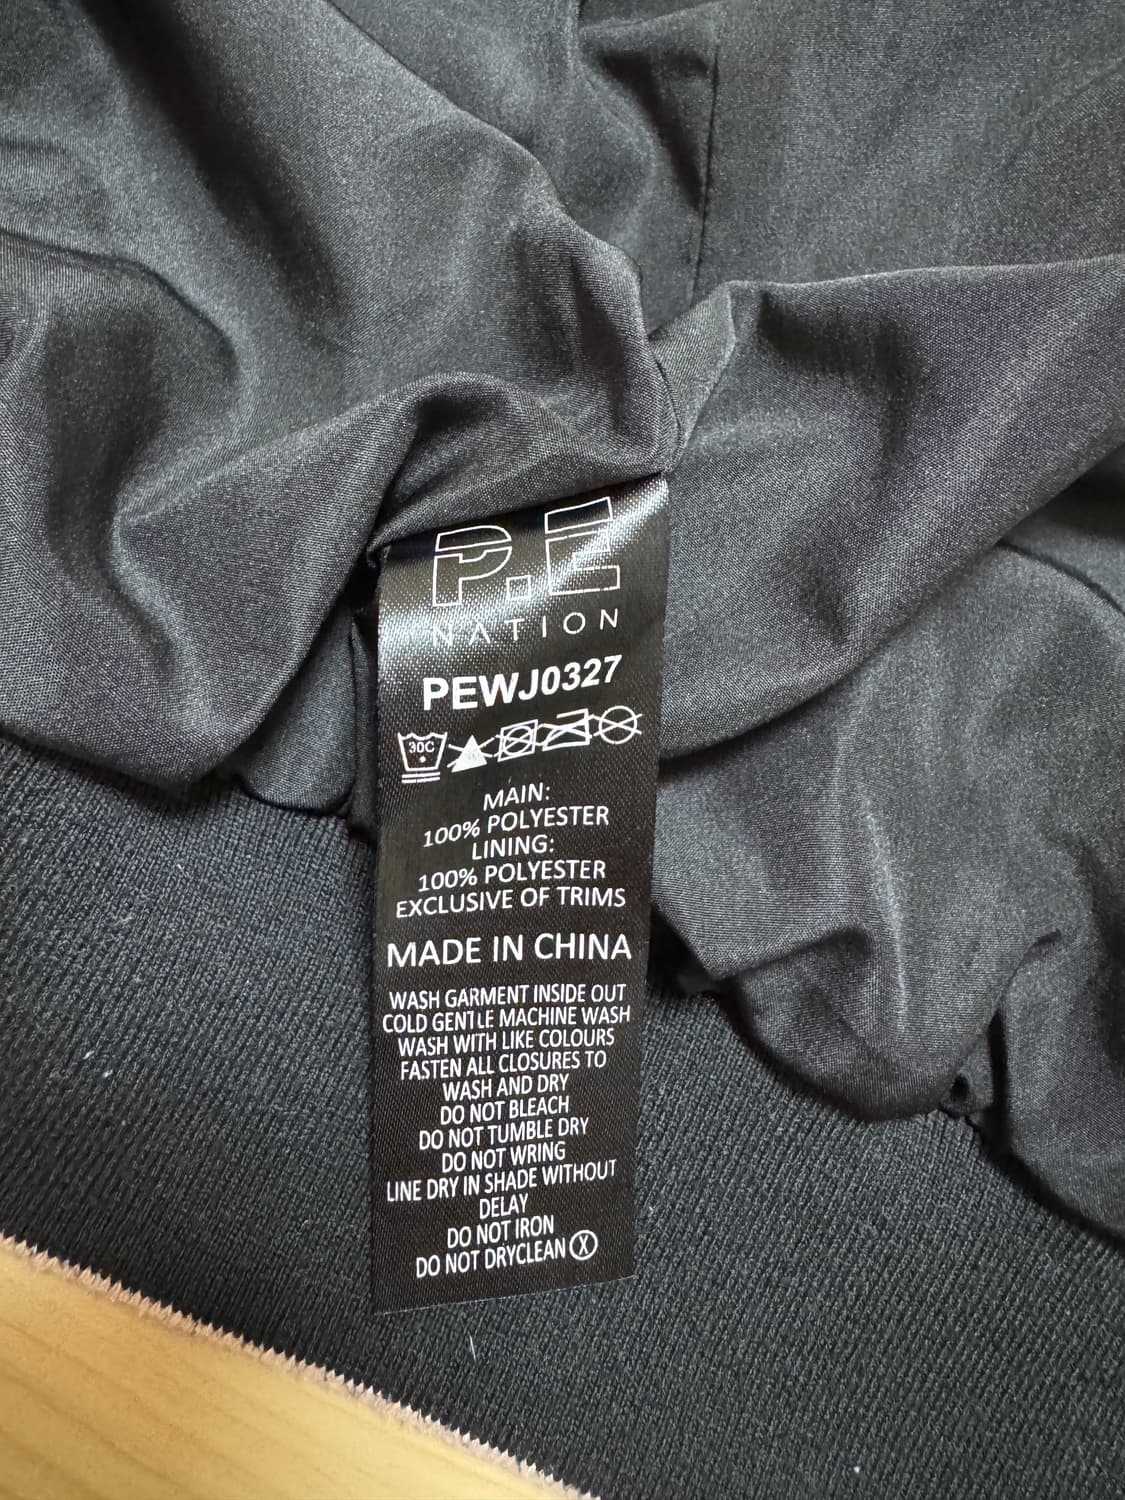 P.E
NATION
PEWJ0327
30C
MAIN:
100% POLYESTER
LINING:
100% POLYESTER
EXCLUSIVE OF TRIMS
MADE IN CHINA
WASH GARMENT INSIDE OUT
COLD GENTLE MACHINE WASH
WASH WITH LIKE COLOURS
FASTEN ALL CLOSURES TO
WASH AND DRY
DO NOT BLEACH
DO NOT TUMBLE DRY
DO NOT WRING
LINE DRY IN SHADE WITHOUT
DELAY
DO NOT IRON
DO NOT DRYCLEAN Ⓧ